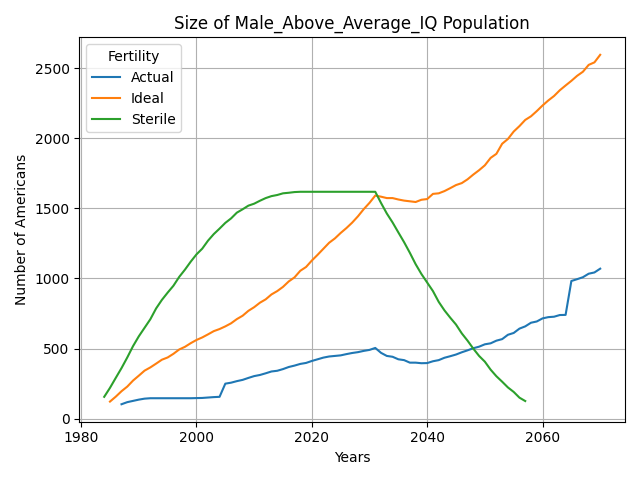 Size of Male_Above_Average_IQ Population
Fertility
Actual
Ideal
Sterile
Number of Americans
2500
2000
1500
1000
500
0
1980
2000
2020
2040
2060
Years